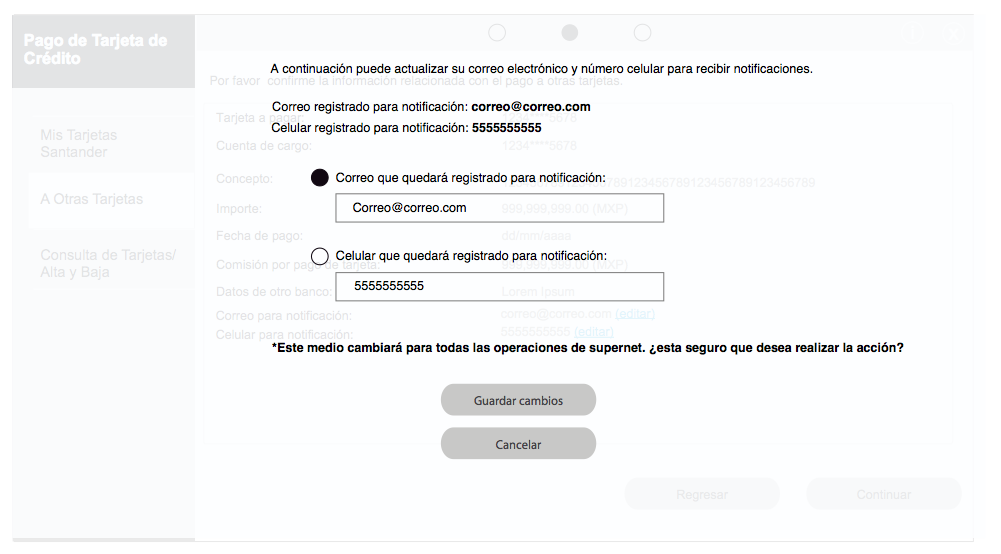 Pago de Tarjeta de
Crédito
Mis Tarjetas
Santander
A Otras Tarjetas
Consulta de Tarjetas/
Alta y Baja
A continuación puede actualizar su correo electrónico y número celular para recibir notificaciones.
Por favor confirme la información relacionada con el pago a otras tarjetas.
Correo registrado para notificación: correo@correo.com
Tarjeta a pagar: 1234****5678
Celular registrado para notificación: 5555555555
Cuenta de cargo: 1234****5678
Correo que quedará registrado para notificación:
Concepto:
Correo@correo.com
Importe: 999,999,999.00 (MXP)
Fecha de pago: dd/mm/aaaa
Celular que quedará registrado para notificación:
Comisión por pago de tarjeta: (MXP)
5555555555
Datos de otro banco: Lorem Ipsum
Correo para notificación: correo@correo.com (editar)
Celular para notificación: 5555555555 (editar)
*Este medio cambiará para todas las operaciones de supernet. ¿esta seguro que desea realizar la acción?
Guardar cambios
Cancelar
Regresar
Continuar